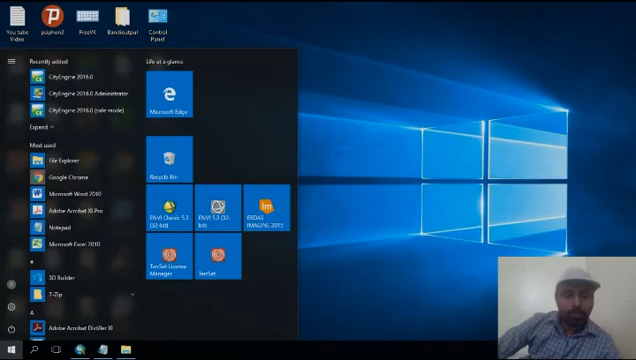 You tube Video
psiphon3
FreeVK
Bandioutpul
Control Panel
Recently added
CityEngine 2016.0
CityEngine 2016.0 Administrator
CityEngine 2016.0 (safe mode)
Expand
Most used
File Explorer
Google Chrome
Microsoft Word 2010
Adobe Acrobat XI Pro
Notepad
Microsoft Excel 2010
#
3D Builder
7-Zip
A
Adobe Acrobat Distiller XI
Life at a glance
Microsoft Edge
Recycle Bin
ENVI Classic 5.3 (32-bit)
ENVI 5.3 (32-bit)
ERDAS IMAGINE 2015
TerrSet License Manager
TerrSet